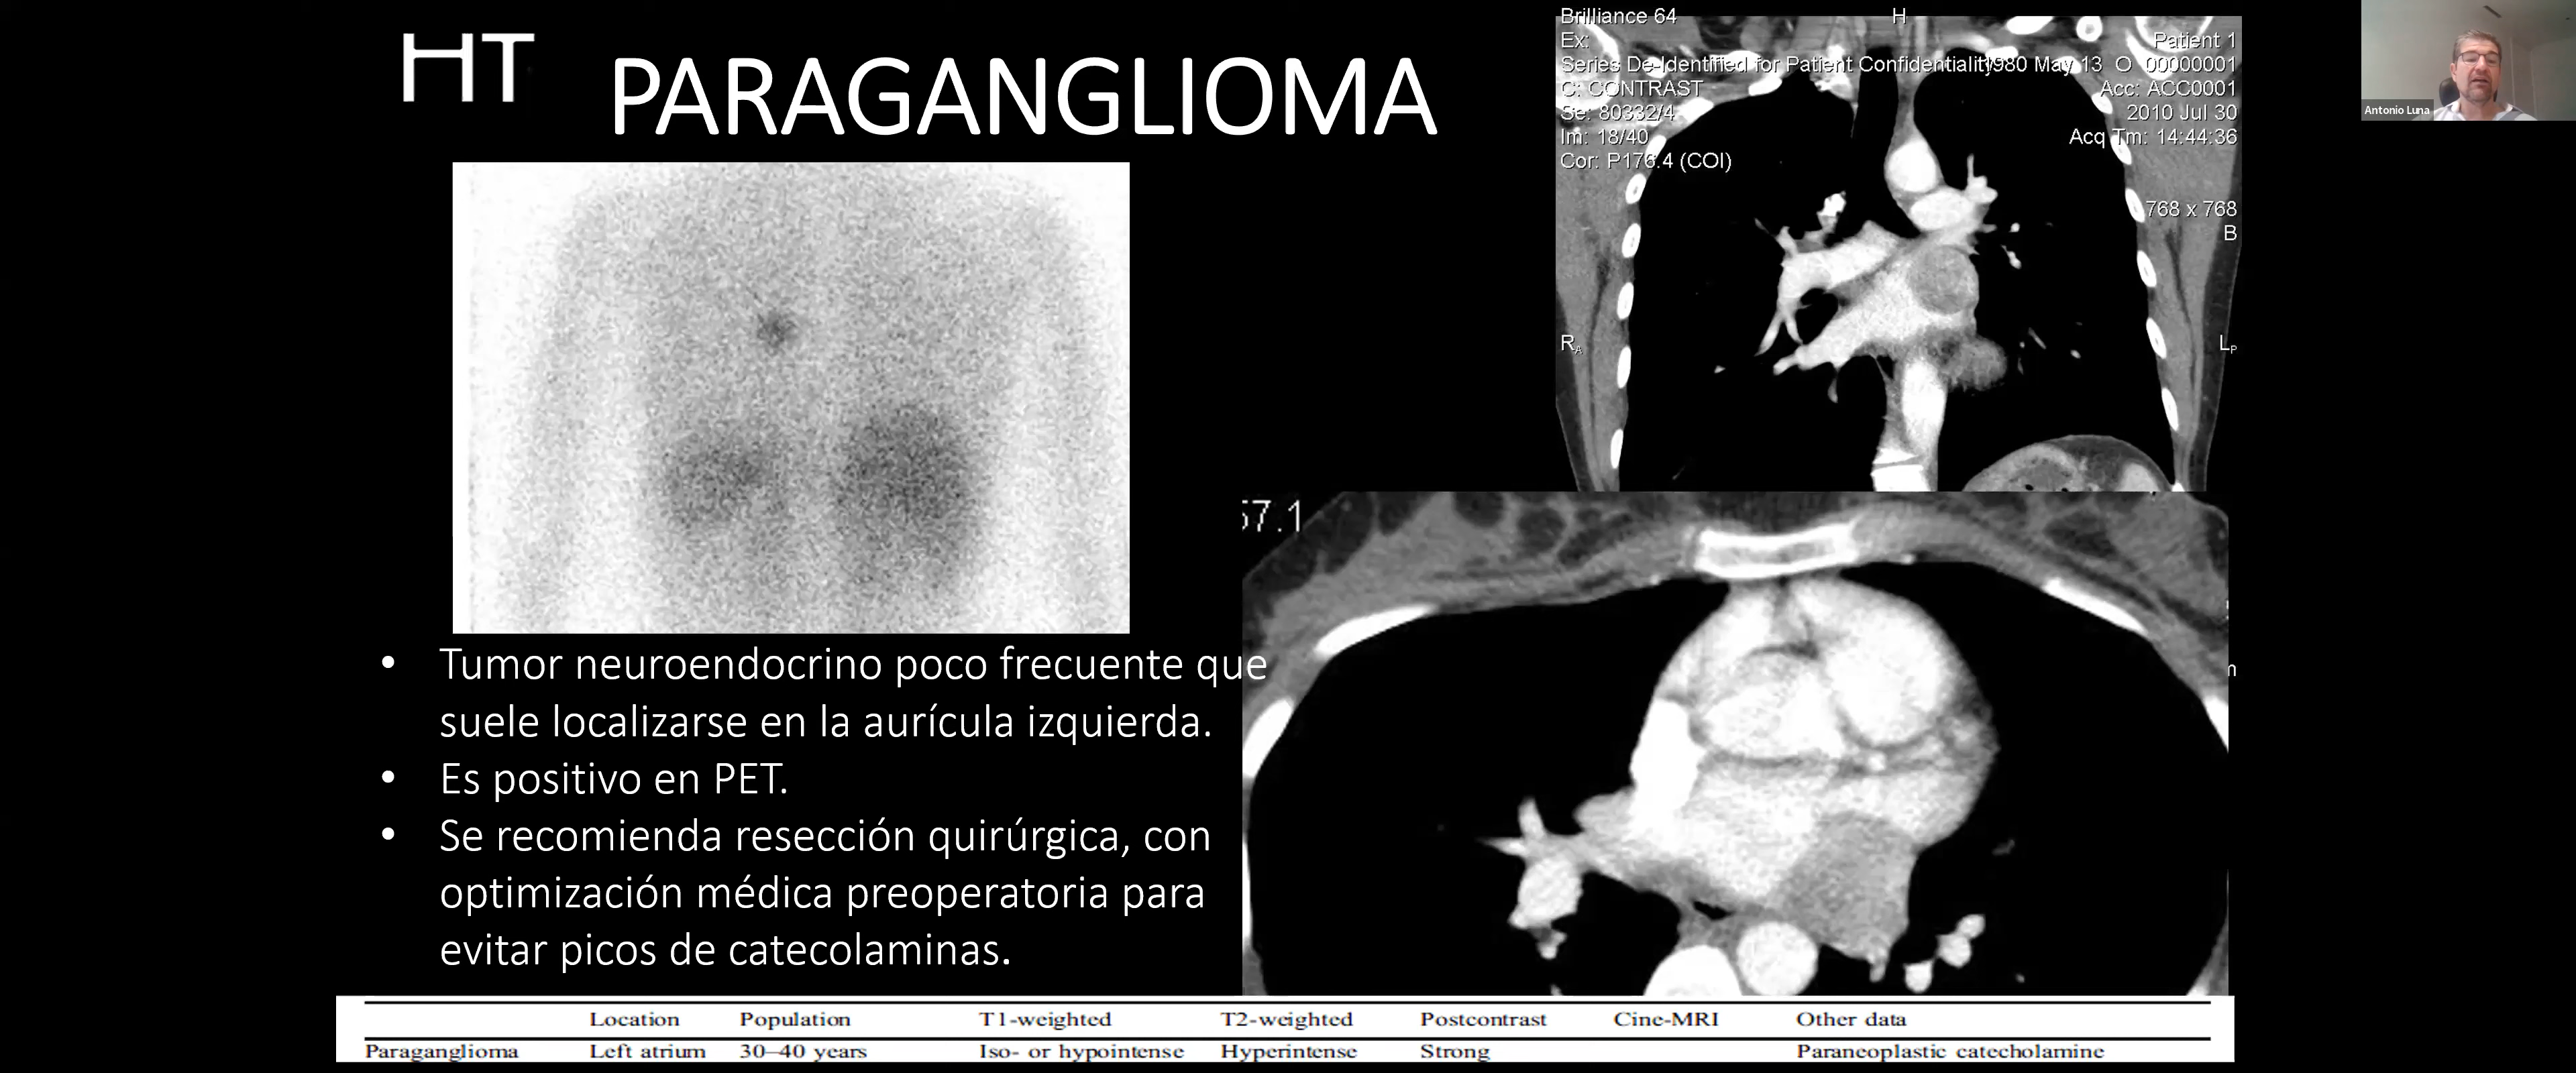 HT PARAGANGLIOMA
Brilliance 64
H
Ex:
Patient 1
Series De-Identified for Patient Confidentiality
1980 May 13 O 00000001
C: CONTRAST
Acc: ACC0001
Se: 80332/4
2010 Jul 30
Im: 18/40
Acq Tm: 14:44:36
Cor: P176.4 (COI)
768 x 768
B
RA
LP
Antonio Luna
57.1
• Tumor neuroendocrino poco frecuente que
suele localizarse en la aurícula izquierda.
• Es positivo en PET.
• Se recomienda resección quirúrgica, con
optimización médica preoperatoria para
evitar picos de catecolaminas.
Location Population T1-weighted T2-weighted Postcontrast Cine-MRI Other data
Paraganglioma Left atrium 30–40 years Iso- or hypointense Hyperintense Strong Paraneoplastic catecholamine